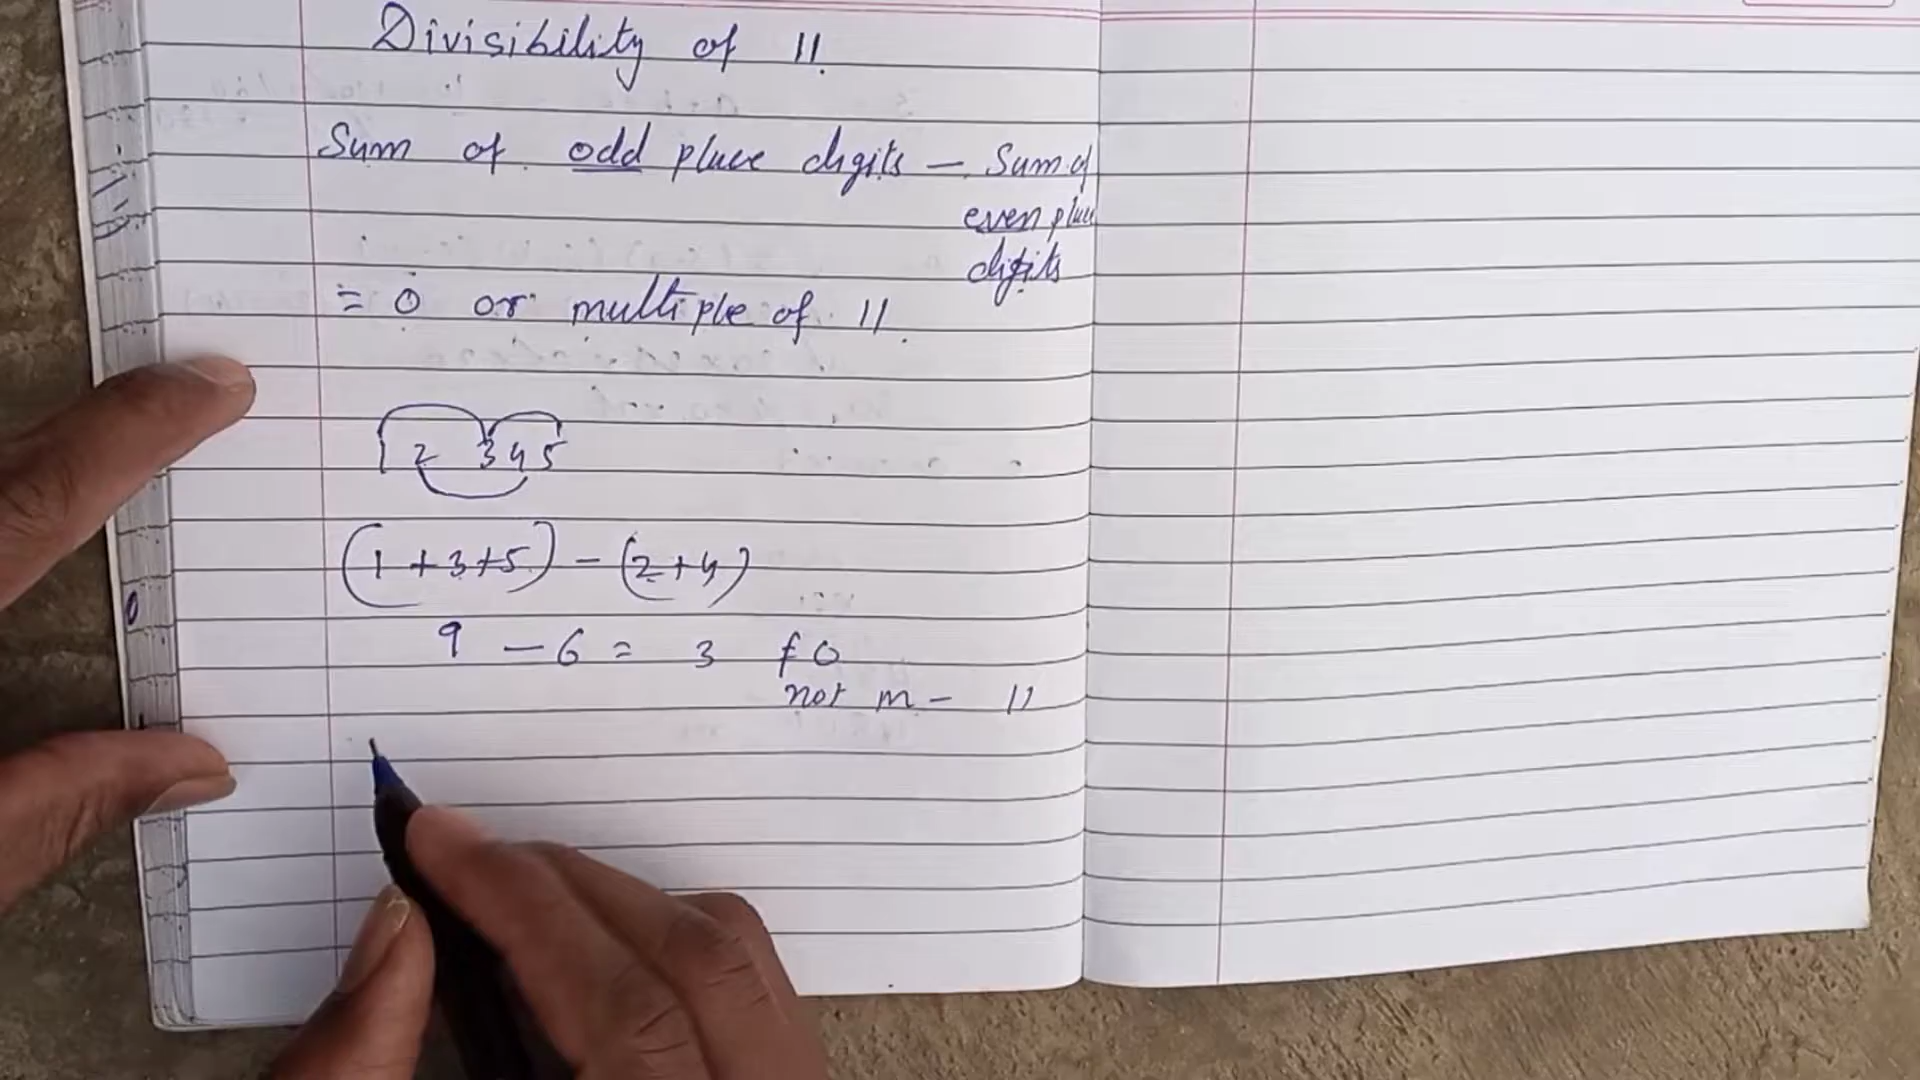 Divisibility of 11.
Sum of odd place digits — Sum of
even place
digits
= 0 or multiple of 11.
12345
(1+3+5) - (2+4)
9 - 6 = 3 ≠ 0
not m - 11